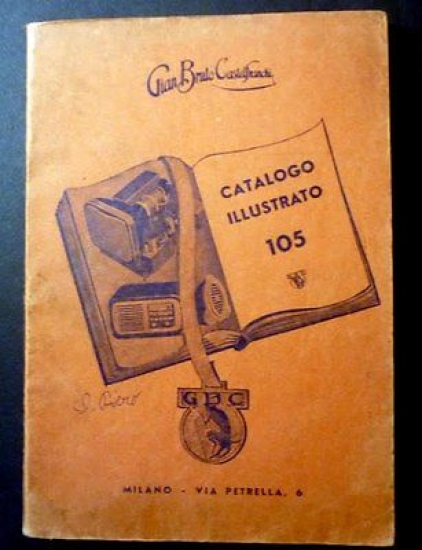 Gian Bruto Castelfranchi
CATALOGO
ILLUSTRATO
105
GBC
MILANO - VIA PETRELLA, 6